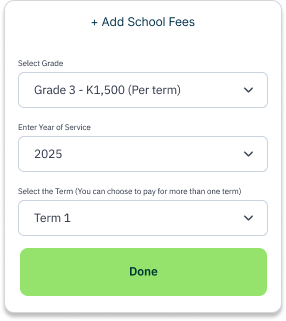 + Add School Fees
Select Grade
Grade 3 - K1,500 (Per term)
Enter Year of Service
2025
Select the Term (You can choose to pay for more than one term)
Term 1
Done